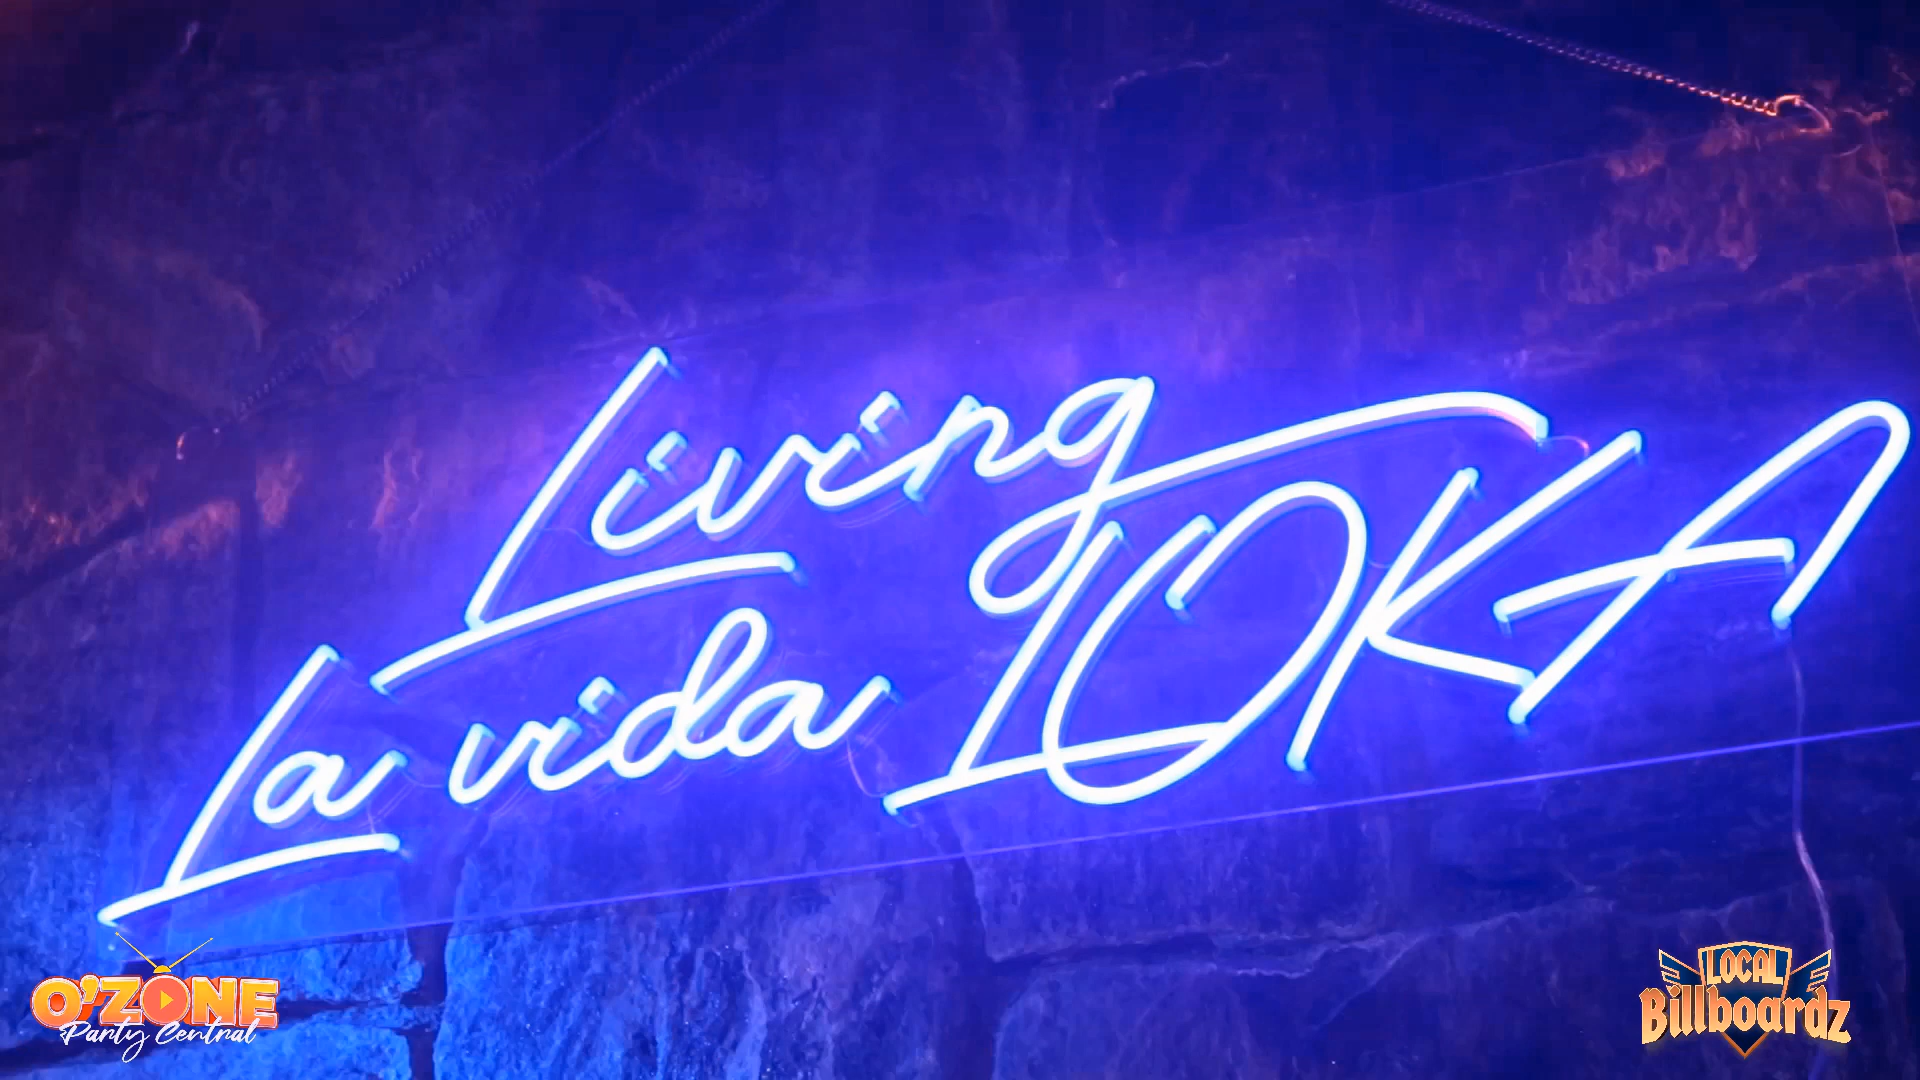 Living
La vida LOKA
O'ZONE
Party Central
LOCAL
Billboardz